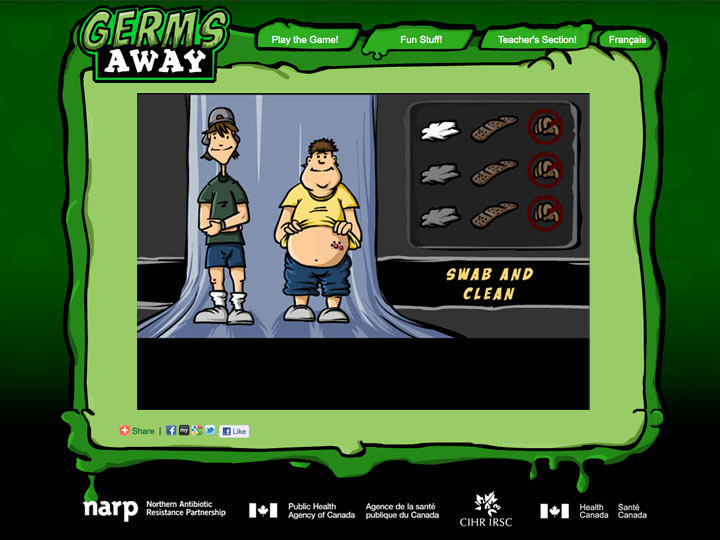 GERMS
AWAY
Play the Game!
Fun Stuff!
Teacher's Section!
Français
SWAB AND
CLEAN
Share |
my
Like
narp
Northern Antibiotic
Resistance Partnership
Public Health
Agency of Canada
Agence de la santé
publique du Canada
CIHR IRSC
Health
Canada
Santé
Canada